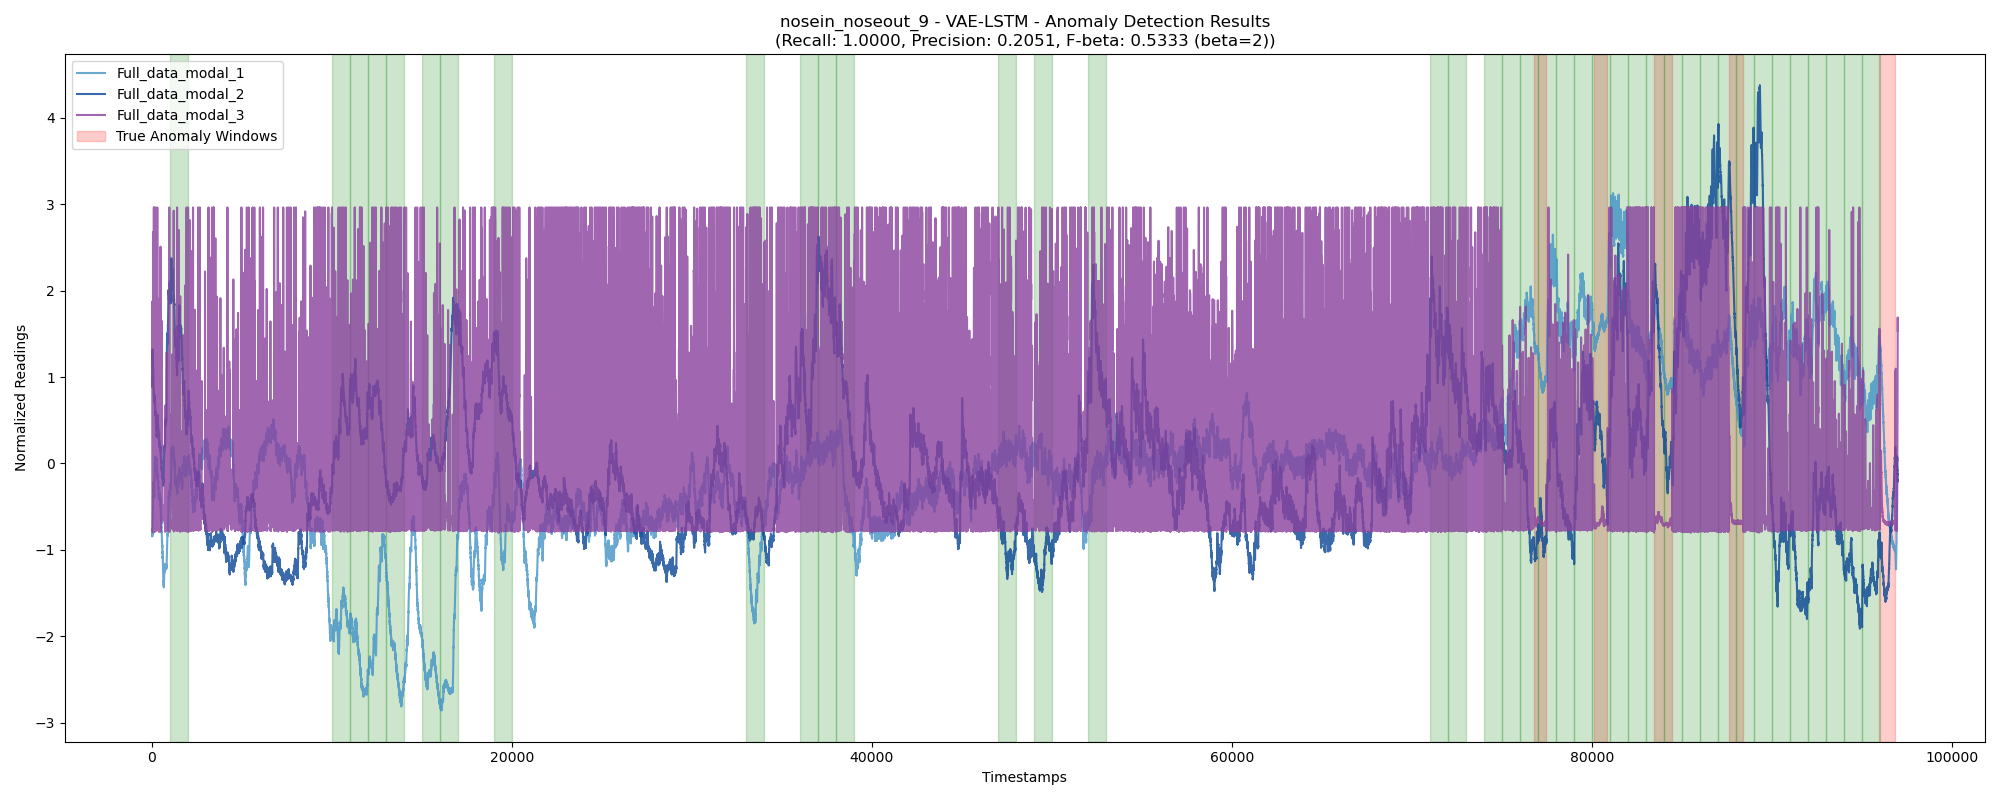 nosein_noseout_9 - VAE-LSTM - Anomaly Detection Results
(Recall: 1.0000, Precision: 0.2051, F-beta: 0.5333 (beta=2))
Full_data_modal_1
Full_data_modal_2
Full_data_modal_3
True Anomaly Windows
Normalized Readings
4
3
2
1
0
−1
−2
−3
0
20000
40000
60000
80000
100000
Timestamps